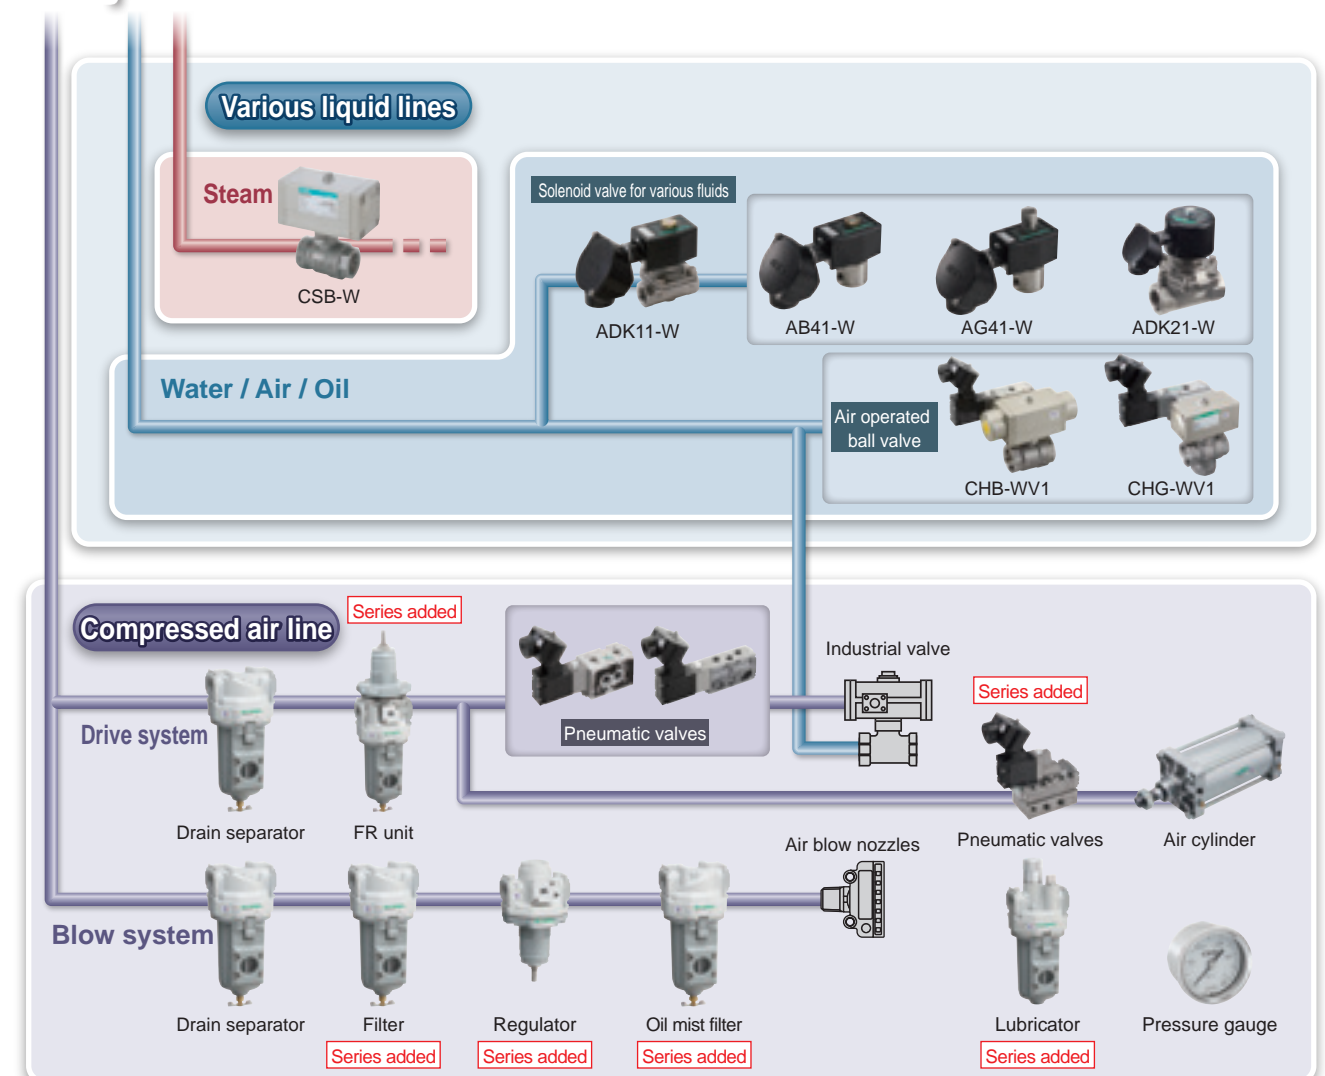 Various liquid lines
Steam
CSB-W
Solenoid valve for various fluids
ADK11-W
AB41-W
AG41-W
ADK21-W
Water / Air / Oil
Air operated
ball valve
CHB-WV1
CHG-WV1
Compressed air line
Series added
Drive system
Drain separator
FR unit
Pneumatic valves
Industrial valve
Series added
Pneumatic valves
Air cylinder
Air blow nozzles
Blow system
Drain separator
Filter
Series added
Regulator
Series added
Oil mist filter
Series added
Lubricator
Series added
Pressure gauge